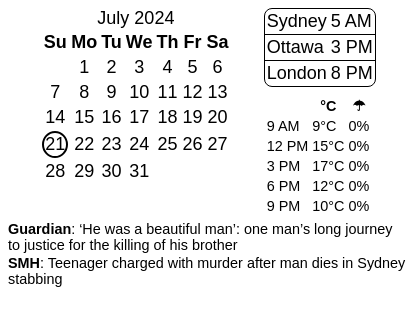 July 2024
Su Mo Tu We Th Fr Sa
1 2 3 4 5 6
7 8 9 10 11 12 13
14 15 16 17 18 19 20
21 22 23 24 25 26 27
28 29 30 31
Sydney 5 AM
Ottawa 3 PM
London 8 PM
°C ☂
9 AM 9°C 0%
12 PM 15°C 0%
3 PM 17°C 0%
6 PM 12°C 0%
9 PM 10°C 0%
Guardian: ‘He was a beautiful man’: one man’s long journey
to justice for the killing of his brother
SMH: Teenager charged with murder after man dies in Sydney
stabbing